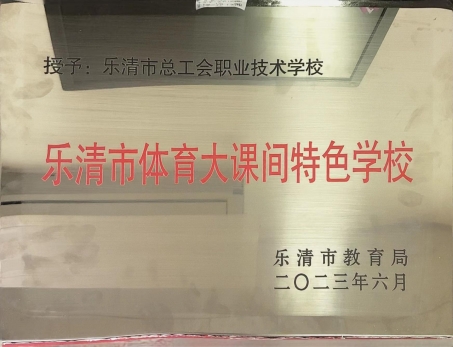 授予：乐清市总工会职业技术学校
乐清市体育大课间特色学校
乐清市教育局
二〇二三年六月